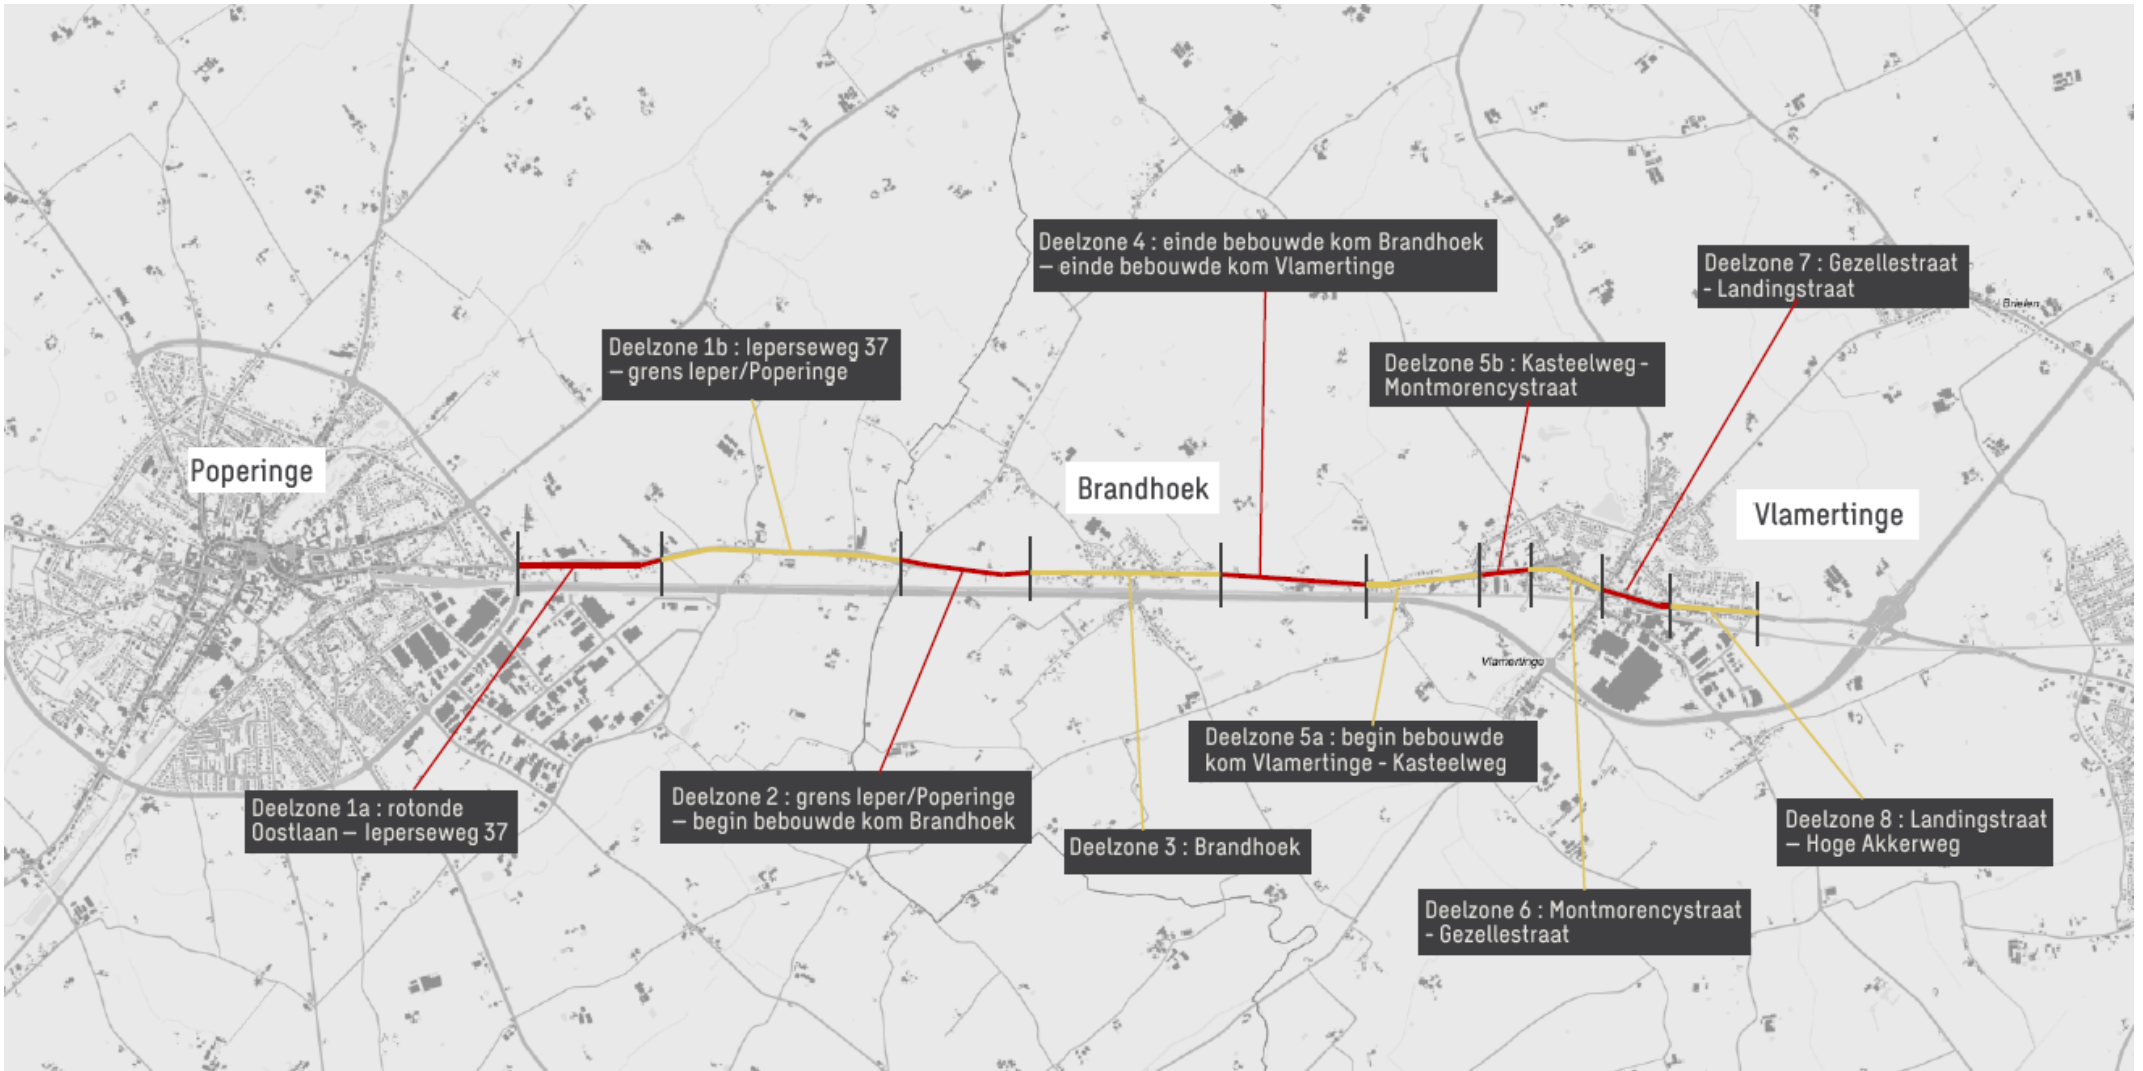 Deelzone 4 : einde bebouwde kom Brandhoek
– einde bebouwde kom Vlamertinge
Deelzone 7 : Gezellestraat
- Landingstraat
Brielen
Deelzone 1b : Ieperseweg 37
– grens Ieper/Poperinge
Deelzone 5b : Kasteelweg -
Montmorencystraat
Poperinge
Brandhoek
Vlamertinge
Vlamertinge
Deelzone 5a : begin bebouwde
kom Vlamertinge - Kasteelweg
Deelzone 1a : rotonde
Oostlaan – Ieperseweg 37
Deelzone 2 : grens Ieper/Poperinge
– begin bebouwde kom Brandhoek
Deelzone 3 : Brandhoek
Deelzone 8 : Landingstraat
– Hoge Akkerweg
Deelzone 6 : Montmorencystraat
- Gezellestraat